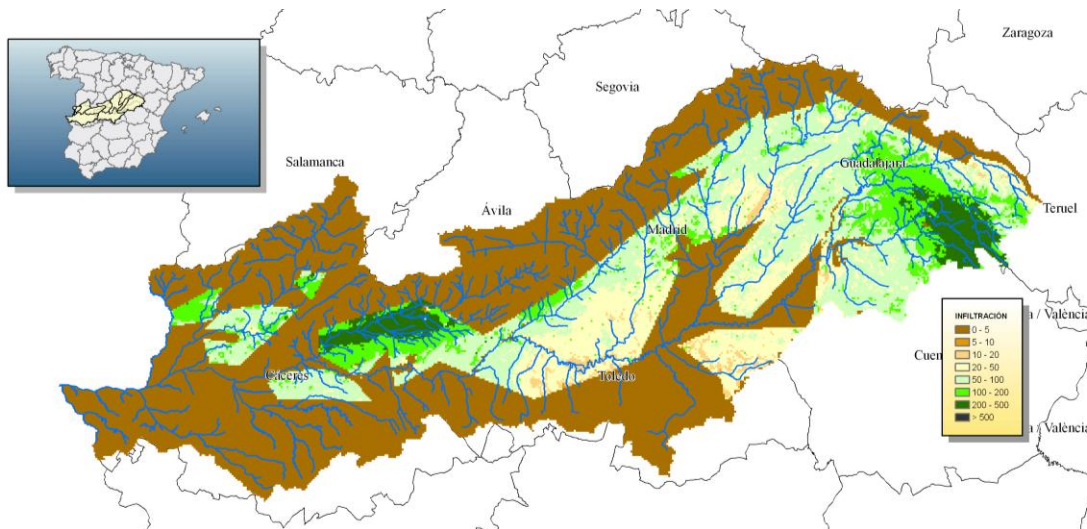 Zaragoza
Segovia
Salamanca
Guadalajara
Ávila
Teruel
Madrid
INFILTRACIÓN
0 - 5
5 - 10
10 - 20
20 - 50
50 - 100
100 - 200
200 - 500
> 500
a / València
Cuen
Cáceres
Toledo
a / València